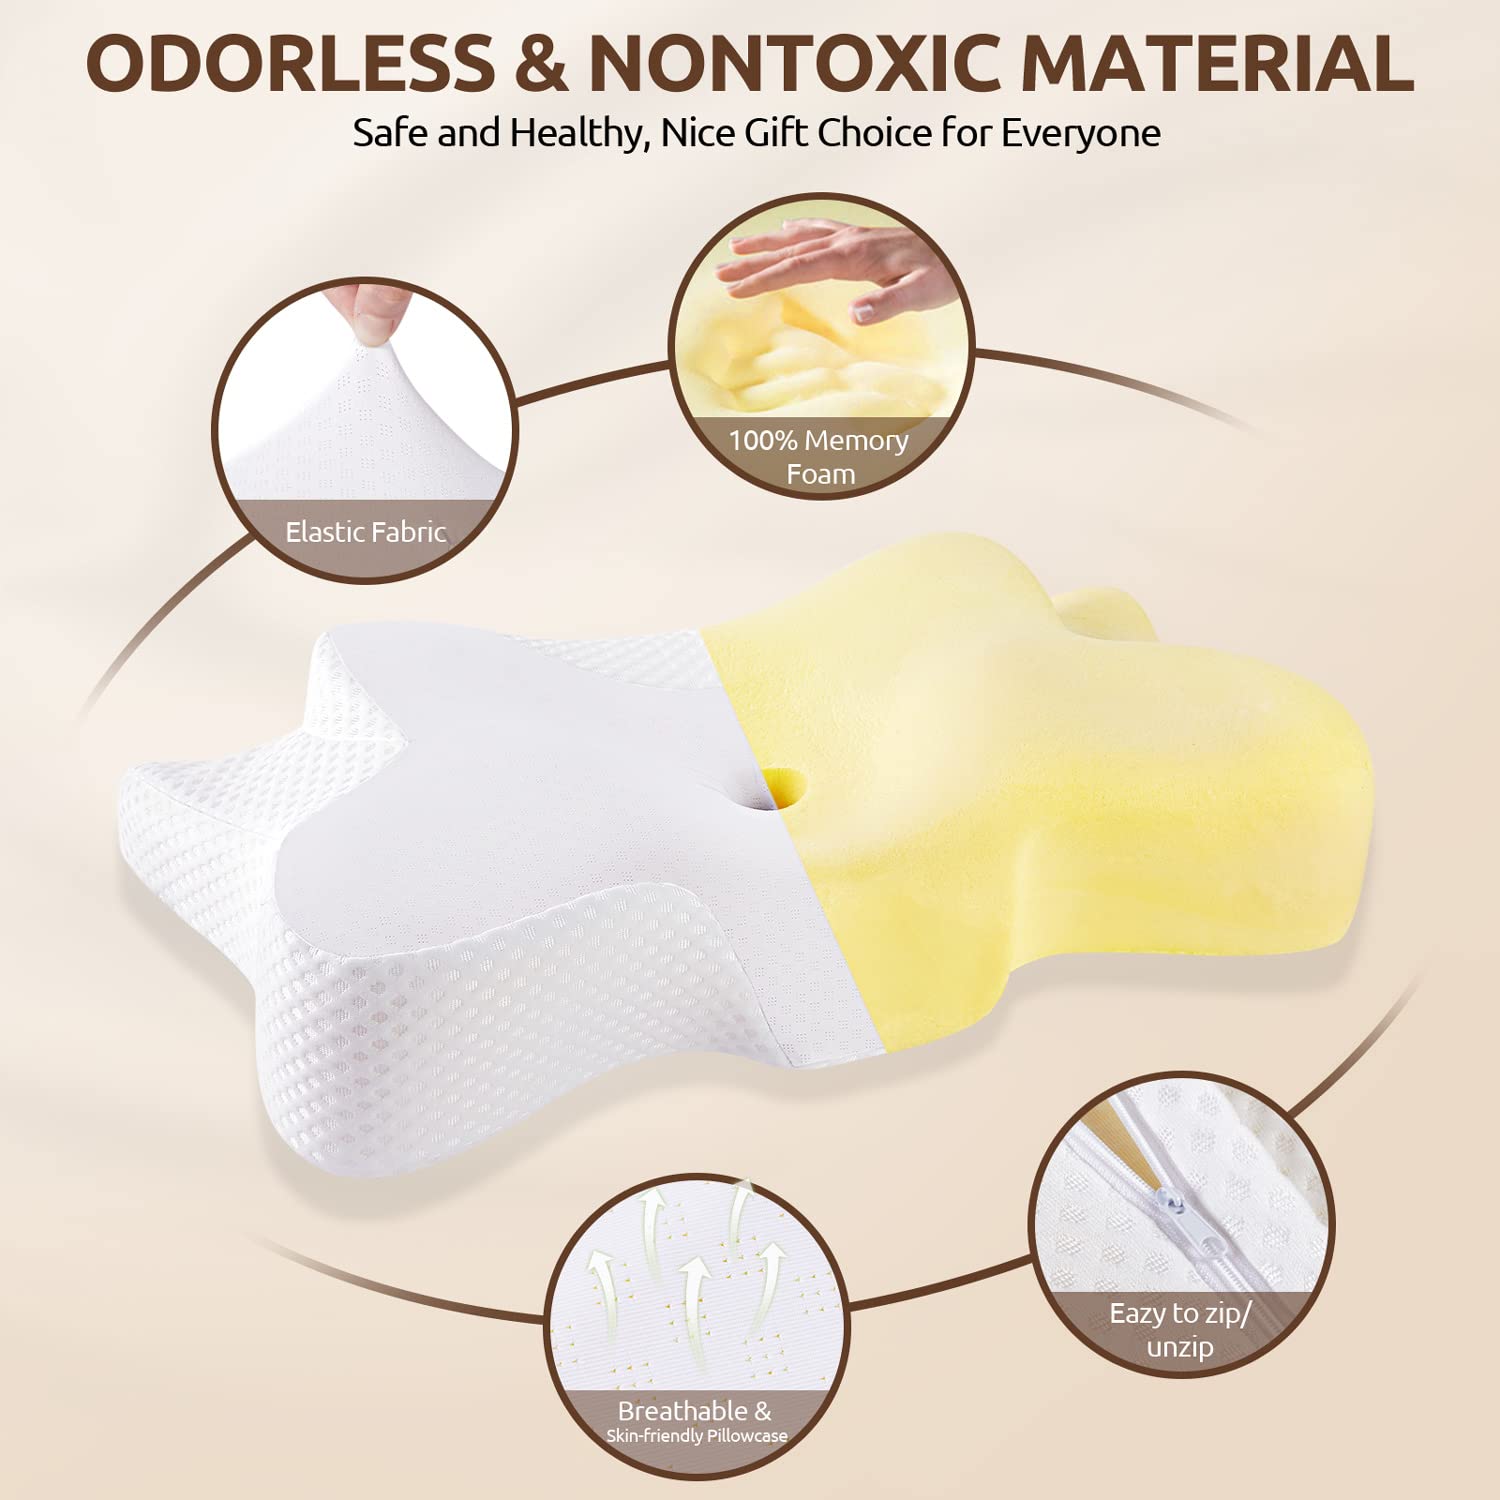 ODORLESS & NONTOXIC MATERIAL
Safe and Healthy, Nice Gift Choice for Everyone
100% Memory
Foam
Elastic Fabric
Eazy to zip/
unzip
Breathable &
Skin-friendly Pillowcase